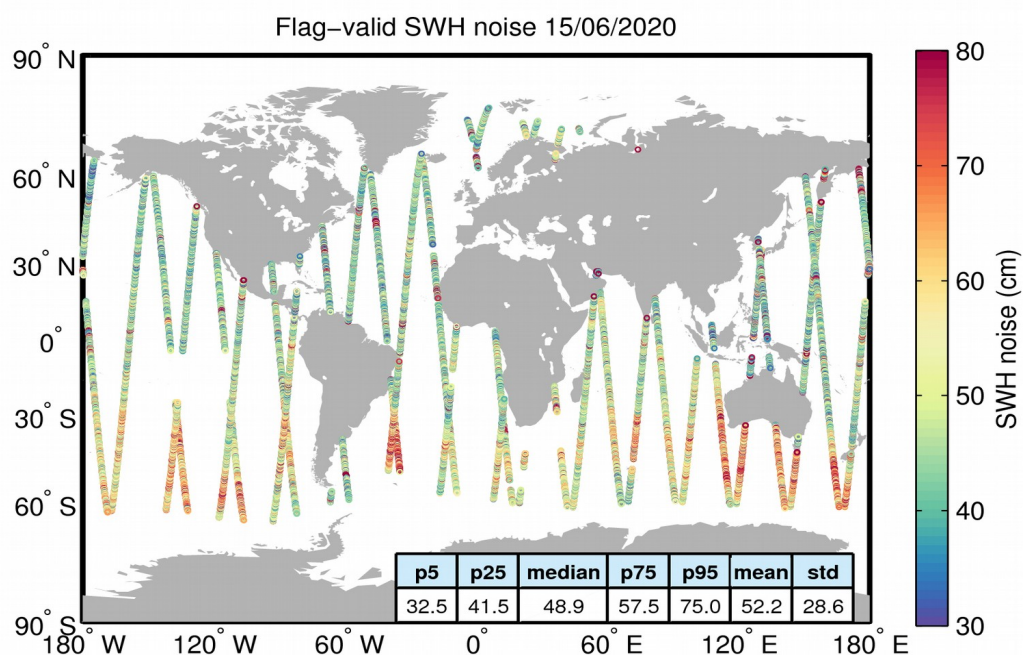 Flag−valid SWH noise 15/06/2020
90° N
60° N
30° N
0°
30° S
60° S
90° S
180° W
120° W
60° W
0°
60° E
120° E
180° E
p5 p25 median p75 p95 mean std
32.5 41.5 48.9 57.5 75.0 52.2 28.6
80
70
60
50
40
30
SWH noise (cm)